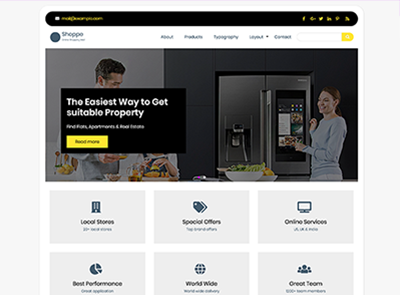 mail@example.com
Shoppe
About Products Typography Layout Contact
The Easiest Way to Get
suitable Property
Find Flats, Apartments & Real Estate
Read more
Local Stores
20+ local stores
Special Offers
Top brand offers
Online Services
US, UK & India
Best Performance
Great application
World Wide
World wide delivery
Great Team
500+ team members